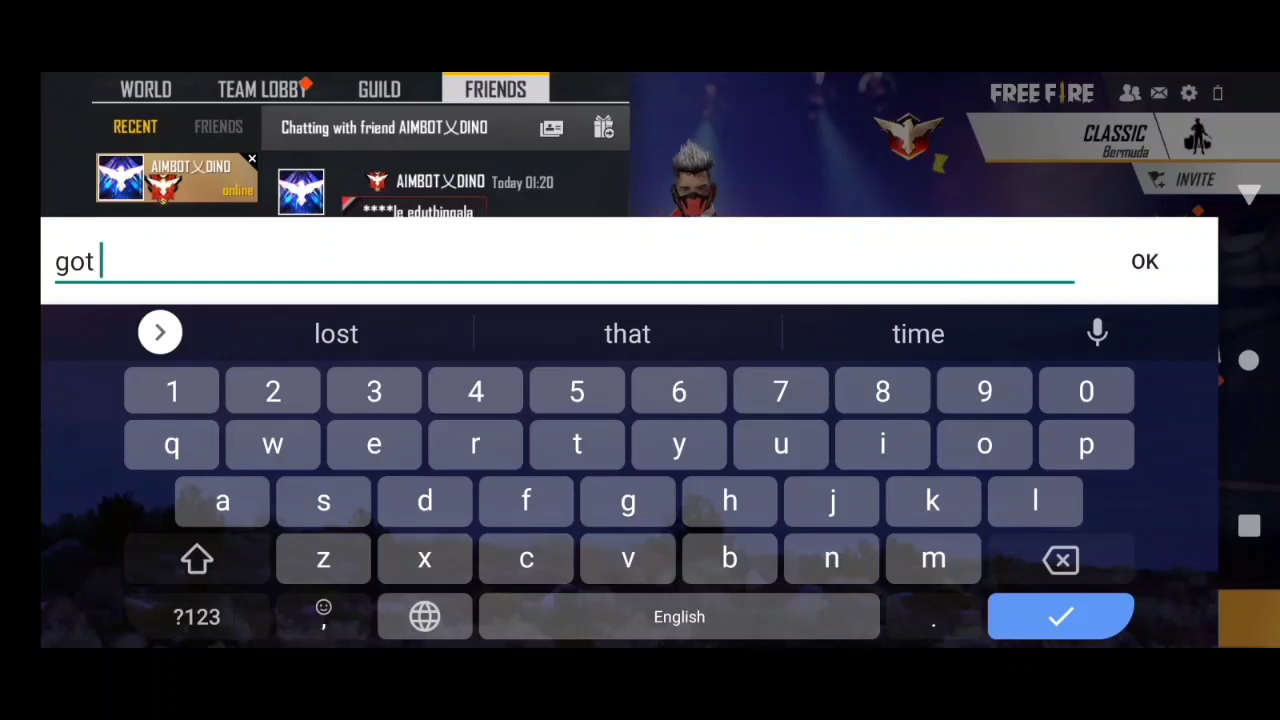 WORLD TEAM LOBBY GUILD FRIENDS
FREE FIRE
RECENT FRIENDS Chatting with friend AIMBOT乂DINO
CLASSIC
Bermuda
AIMBOT乂DINO
online
AIMBOT乂DINO Today 01:20
INVITE
****le eduthingala
got
OK
lost that time
1 2 3 4 5 6 7 8 9 0
q w e r t y u i o p
a s d f g h j k l
z x c v b n m
?123 , English .